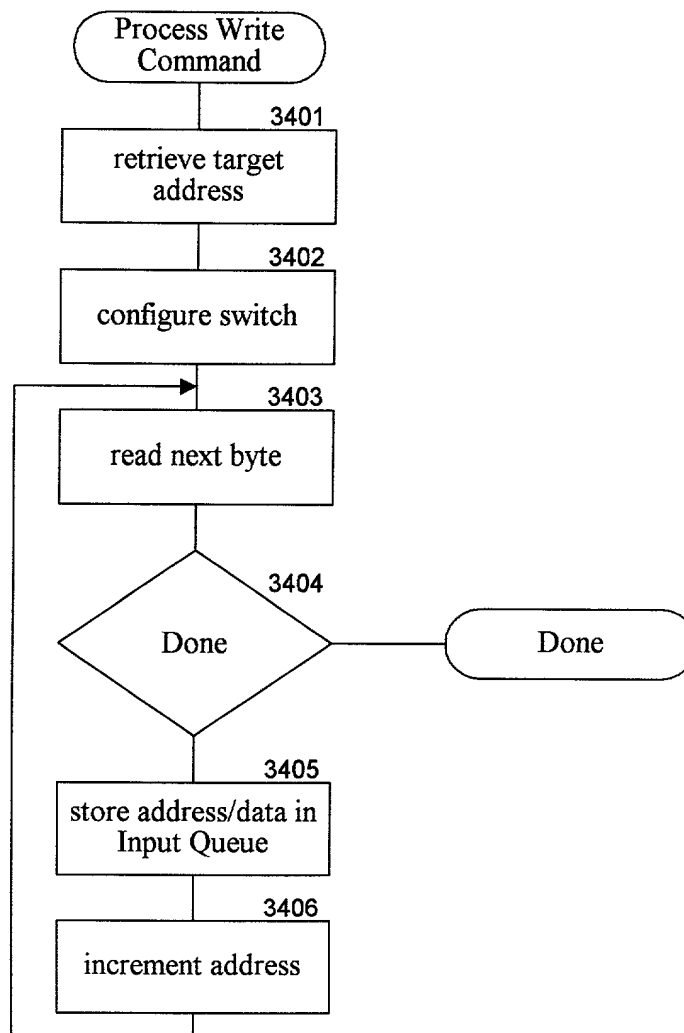 Process Write
Command
3401
retrieve target
address
3402
configure switch
3403
read next byte
3404
Done
Done
3405
store address/data in
Input Queue
3406
increment address